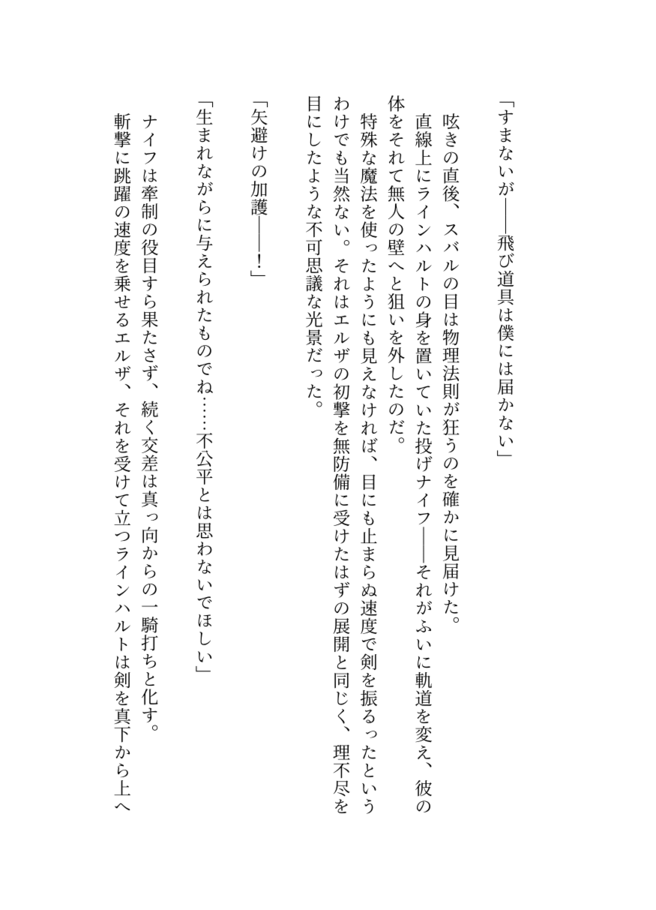 「すまないが――飛び道具は僕には届かない」
呟きの直後、スバルの目は物理法則が狂うのを確かに見届けた。
直線上にラインハルトの身を置いていた投げナイフ――それがふいに軌道を変え、彼の
体をそれて無人の壁へと狙いを外したのだ。
特殊な魔法を使ったようにも見えなければ、目にも止まらぬ速度で剣を振るったという
わけでも当然ない。それはエルザの初撃を無防備に受けたはずの展開と同じく、理不尽を
目にしたような不可思議な光景だった。
「矢避けの加護――！」
「生まれながらに与えられたものでね……不公平とは思わないでほしい」
ナイフは牽制の役目すら果たさず、続く交差は真っ向からの一騎打ちと化す。
斬撃に跳躍の速度を乗せるエルザ、それを受けて立つラインハルトは剣を真下から上へ